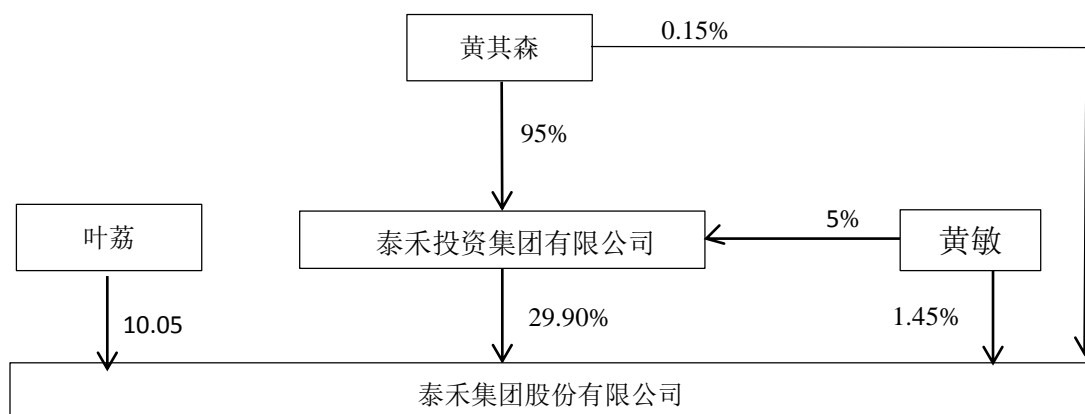 黄其森
0.15%
95%
叶荔
泰禾投资集团有限公司
5%
黄敏
10.05
29.90%
1.45%
泰禾集团股份有限公司